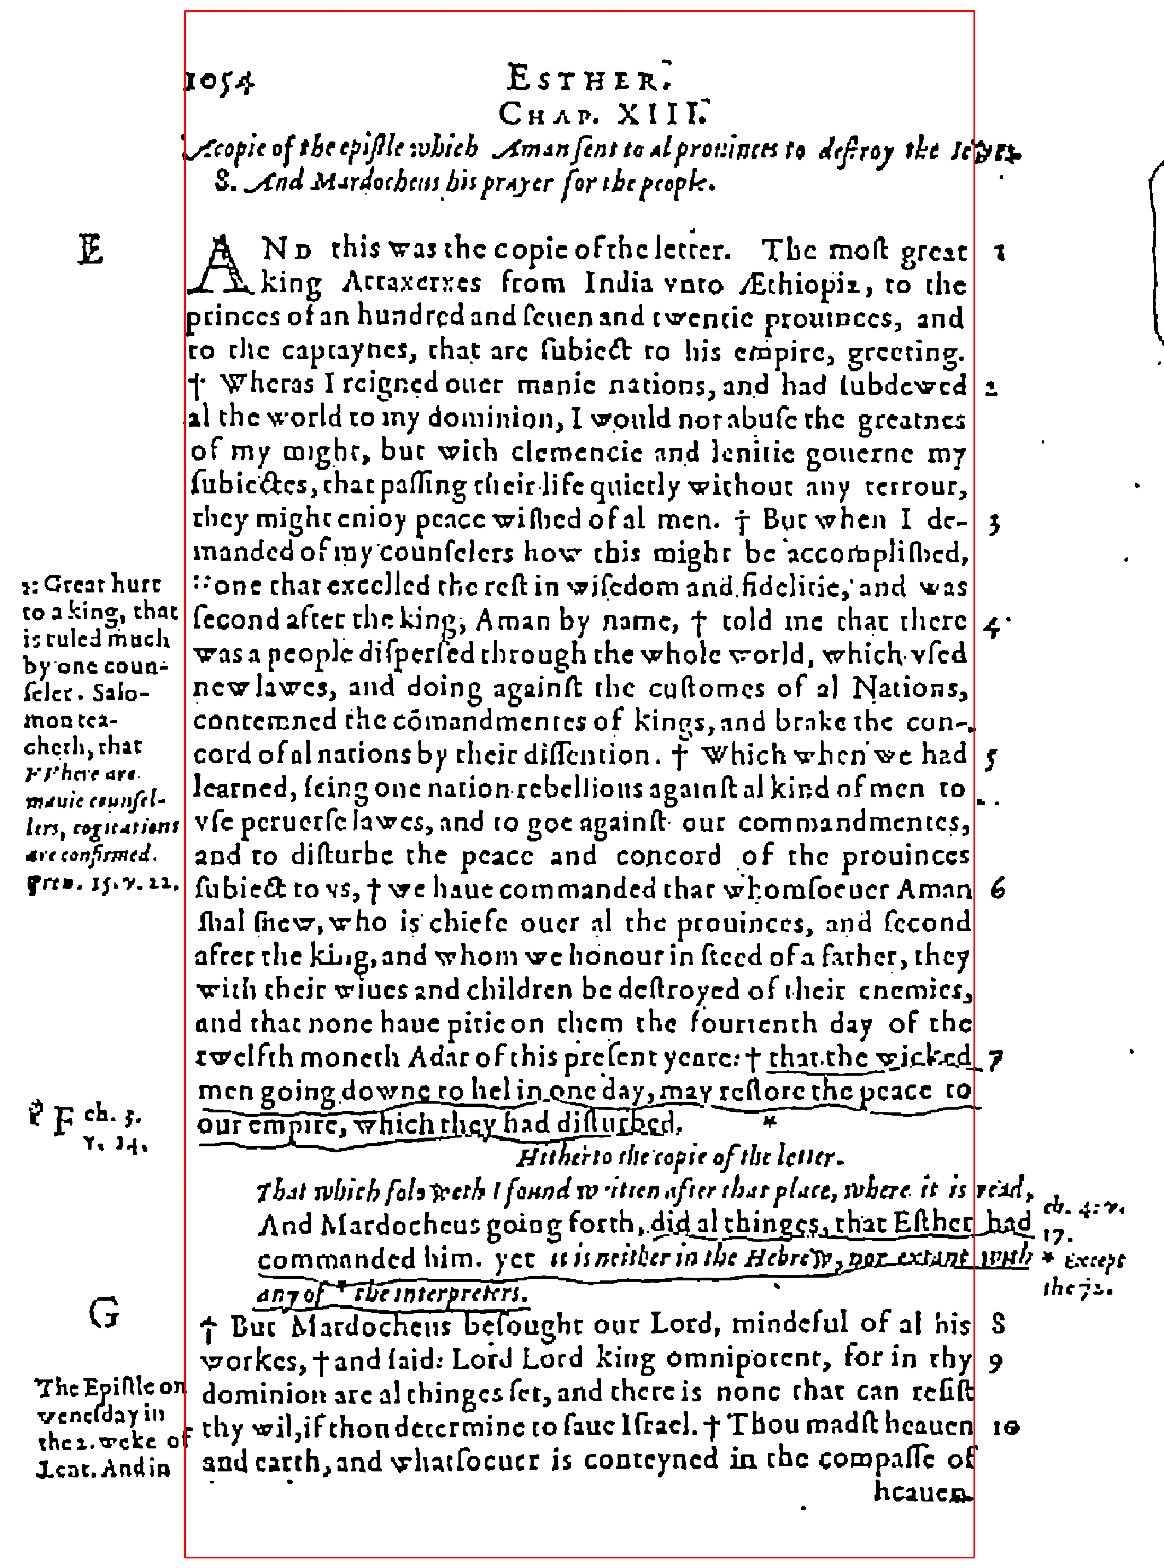 1054 ESTHER.
CHAP. XIII.
A copie of the epiſtle which Aman ſent to al prouinces to deſtroy the Iewes.
8. And Mardocheus his prayer for the people.
E
AND this was the copie of the letter. The moſt great 1
king Artaxerxes from India vnto Æthiopia, to the
princes of an hundred and ſeuen and twentie prouinces, and
to the captaynes, that are ſubiect to his empire, greeting.
† Wheras I reigned ouer manie nations, and had ſubdewed 2
al the world to my dominion, I would not abuſe the greatnes
of my might, but with clemencie and lenitie gouerne my
ſubiectes, that paſſing their life quietly without any terrour,
they might enioy peace wiſhed of al men. † But when I de- 3
manded of my counſelers how this might be accompliſhed,
:: one that excelled the reſt in wiſedom and fidelitie, and was
ſecond after the king, Aman by name, † told me that there 4
was a people diſperſed through the whole world, which vſed
new lawes, and doing againſt the cuſtomes of al Nations,
contemned the cōmandmentes of kings, and brake the con-
cord of al nations by their diſſention. † Which when we had 5
learned, ſeing one nation rebellious againſt al kind of men to
vſe peruerſe lawes, and to goe againſt our commandmentes,
and to diſturbe the peace and concord of the prouinces
ſubiect to vs, † we haue commanded that whomſoeuer Aman 6
ſhal ſhew, who is chiefe ouer al the prouinces, and ſecond
after the king, and whom we honour in ſteed of a father, they
with their wiues and children be deſtroyed of their enemies,
and that none haue pitie on them the fourtenth day of the
twelfth moneth Adar of this preſent yeare: † that the wicked 7
men going downe to hel in one day, may reſtore the peace to
our empire, which they had diſturbed. *
:: Great hurt
to a king, that
is ruled much
by one coun-
ſeler. Salo-
mon tea-
cheth, that
VVhere are
manie counſel-
lers, cogitations
are confirmed.
Prou. 15. v. 22.
F ch. 3.
v. 14.
Hitherto the copie of the letter.
That which foloweth I found written after that place, where it is read,
And Mardocheus going forth, did al thinges, that Eſther had
commanded him. yet it is neither in the Hebrew, nor extant with
any of * the interpreters.
ch. 4. v.
17.
* Except
the 72.
G
† But Mardocheus beſought our Lord, mindeful of al his 8
workes, † and ſaid: Lord Lord king omnipotent, for in thy 9
dominion are al thinges ſet, and there is none that can reſiſt
thy wil, if thou determine to ſaue Iſrael. † Thou madſt heauen 10
and earth, and whatſoeuer is conteyned in the compaſſe of
heauen.
The Epiſtle on
weneſday in
the 2. weke of
Lent. And in